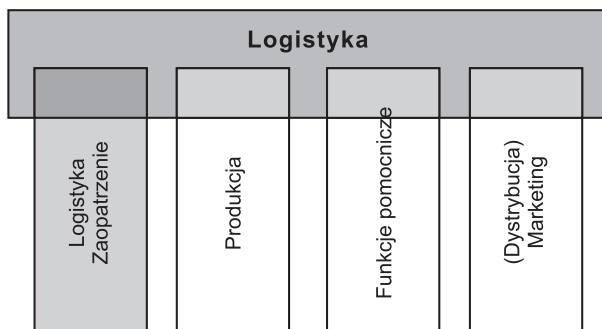 Logistyka
Logistyka
Zaopatrzenie
Produkcja
Funkcje pomocnicze
(Dystrybucja)
Marketing